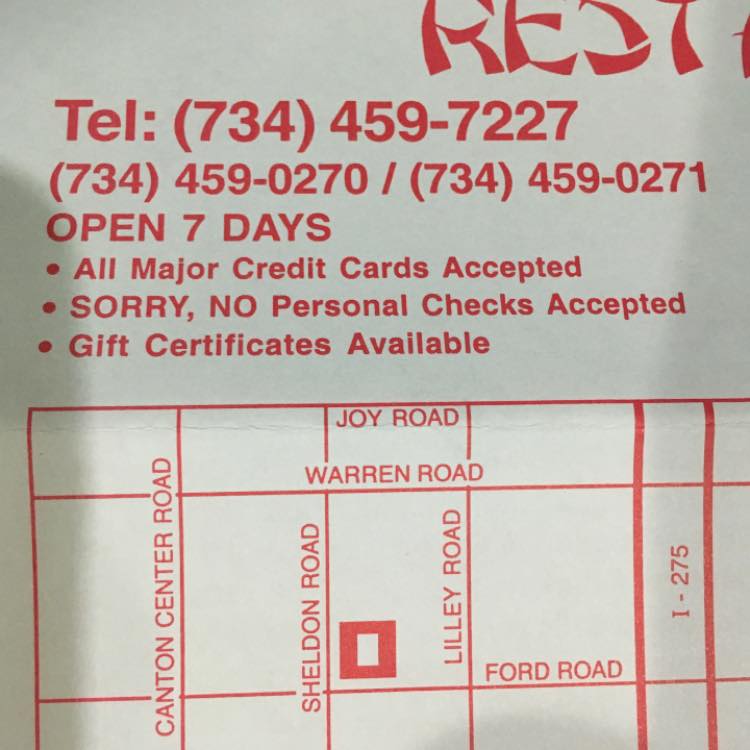 Tel: (734) 459-7227
(734) 459-0270 / (734) 459-0271
OPEN 7 DAYS
• All Major Credit Cards Accepted
• SORRY, NO Personal Checks Accepted
• Gift Certificates Available
JOY ROAD
WARREN ROAD
CANTON CENTER ROAD
SHELDON ROAD
LILLEY ROAD
I - 275
FORD ROAD